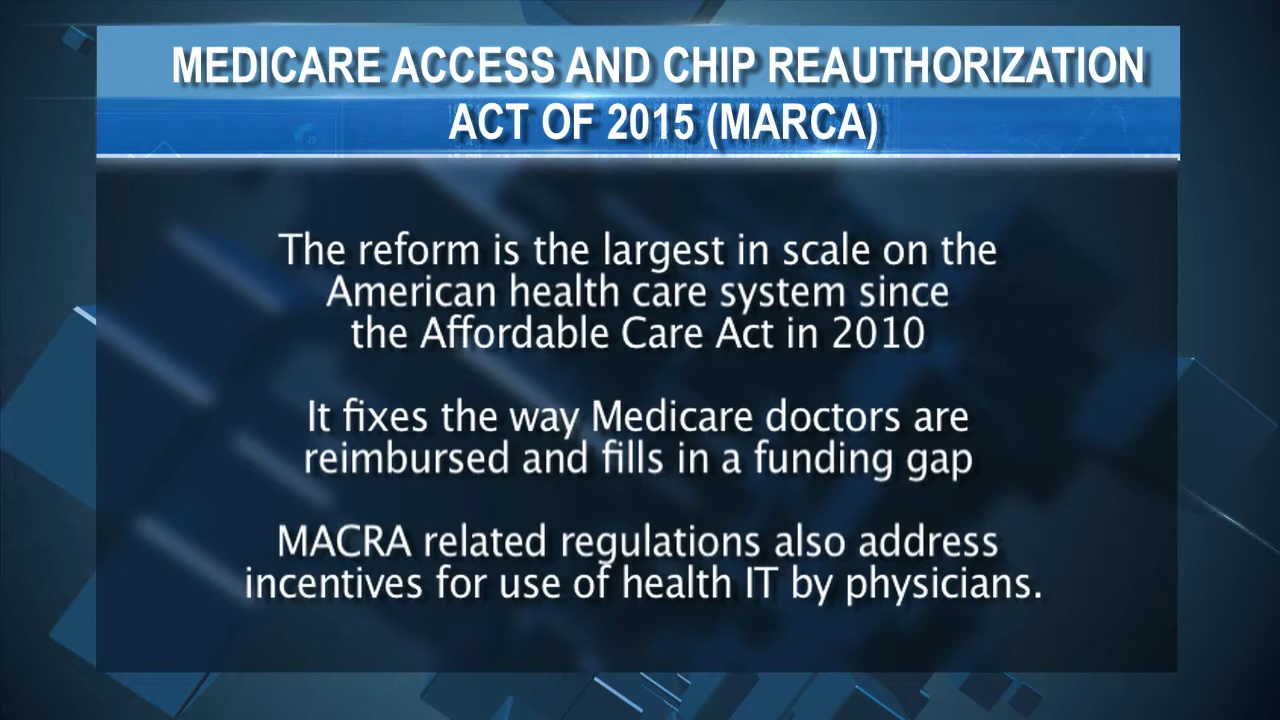 MEDICARE ACCESS AND CHIP REAUTHORIZATION
ACT OF 2015 (MARCA)
The reform is the largest in scale on the
American health care system since
the Affordable Care Act in 2010
It fixes the way Medicare doctors are
reimbursed and fills in a funding gap
MACRA related regulations also address
incentives for use of health IT by physicians.